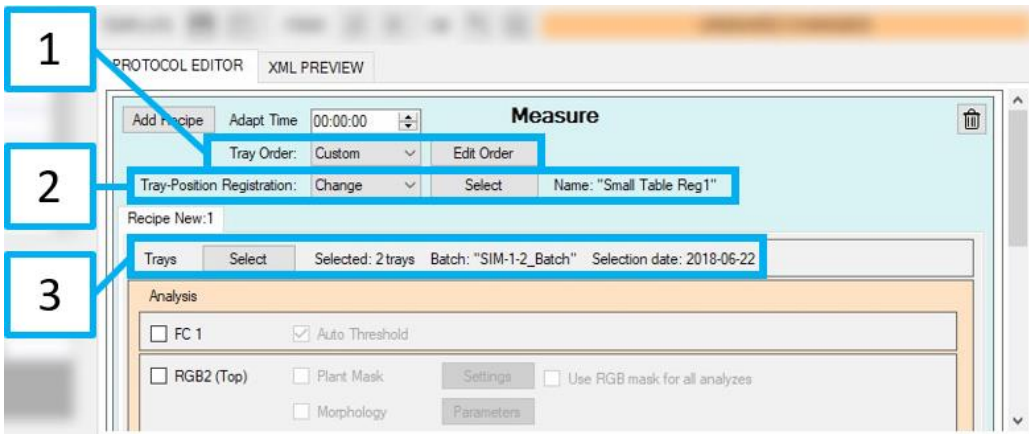 1
PROTOCOL EDITOR XML PREVIEW
Add Recipe Adapt Time 00:00:00 Measure
Tray Order: Custom Edit Order
2
Tray-Position Registration: Change Select Name: "Small Table Reg1"
Recipe New:1
3
Trays Select Selected: 2 trays Batch: "SIM-1-2_Batch" Selection date: 2018-06-22
Analysis
FC 1 Auto Threshold
RGB2 (Top) Plant Mask Settings Use RGB mask for all analyzes
Morphology Parameters